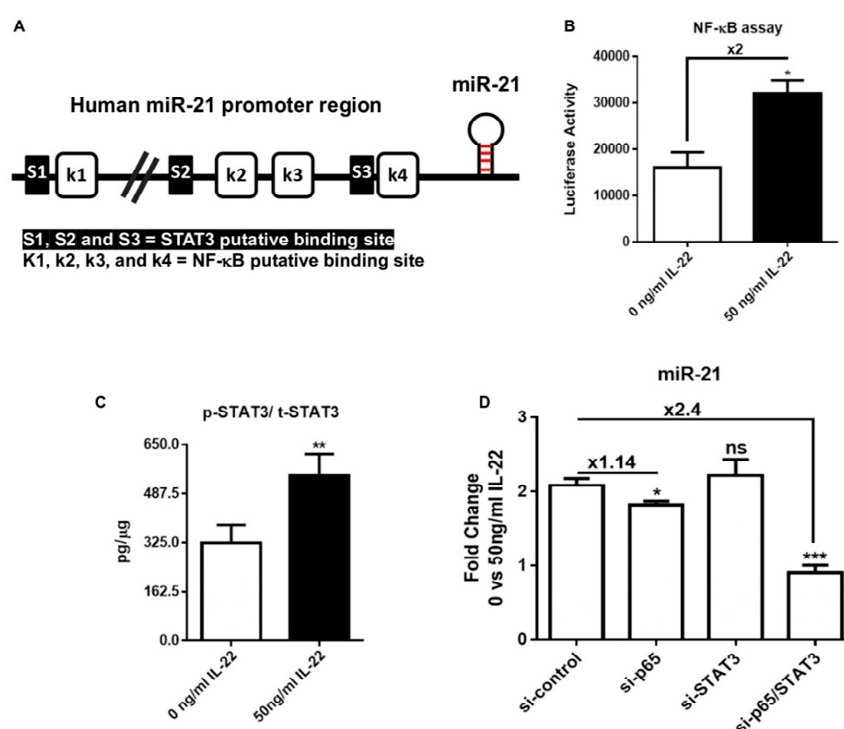 A
Human miR-21 promoter region
miR-21
S1
k1
S2
k2
k3
S3
k4
S1, S2 and S3 = STAT3 putative binding site
K1, k2, k3, and k4 = NF-κB putative binding site
B
NF-κB assay
x2
*
Luciferase Activity
40000
30000
20000
10000
0
0 ng/ml IL-22
50 ng/ml IL-22
C
p-STAT3/ t-STAT3
**
pg/μg
650.0
487.5
325.0
162.5
0.0
0 ng/ml IL-22
50ng/ml IL-22
D
miR-21
x2.4
x1.14
*
ns
***
Fold Change
0 vs 50ng/ml IL-22
3
2
1
0
si-control
si-p65
si-STAT3
si-p65/STAT3